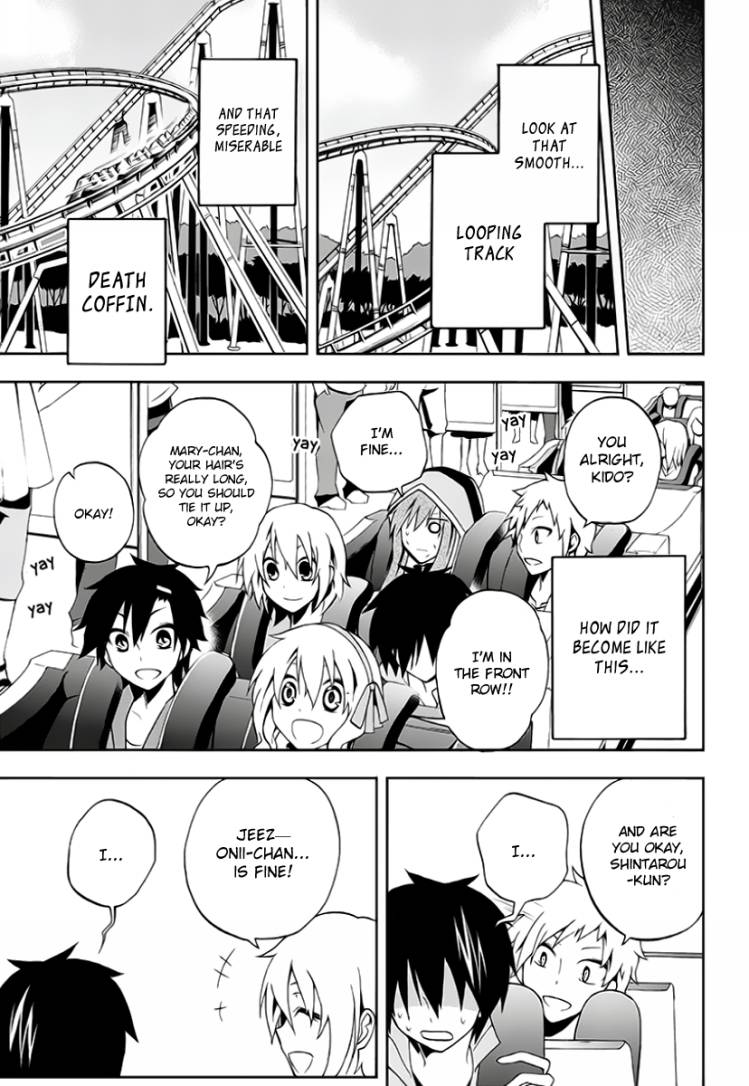 LOOK AT
THAT
SMOOTH...
LOOPING
TRACK
AND THAT
SPEEDING,
MISERABLE
DEATH
COFFIN.
YOU
ALRIGHT,
KIDO?
yay
I'M
FINE...
yay
MARY-CHAN,
YOUR HAIR'S
REALLY LONG,
SO YOU SHOULD
TIE IT UP,
OKAY?
OKAY!
yay
yay
HOW DID IT
BECOME LIKE
THIS...
I'M IN
THE FRONT
ROW!!
AND ARE
YOU OKAY,
SHINTAROU
-KUN?
I...
JEEZ—
ONII-CHAN...
IS FINE!
I...